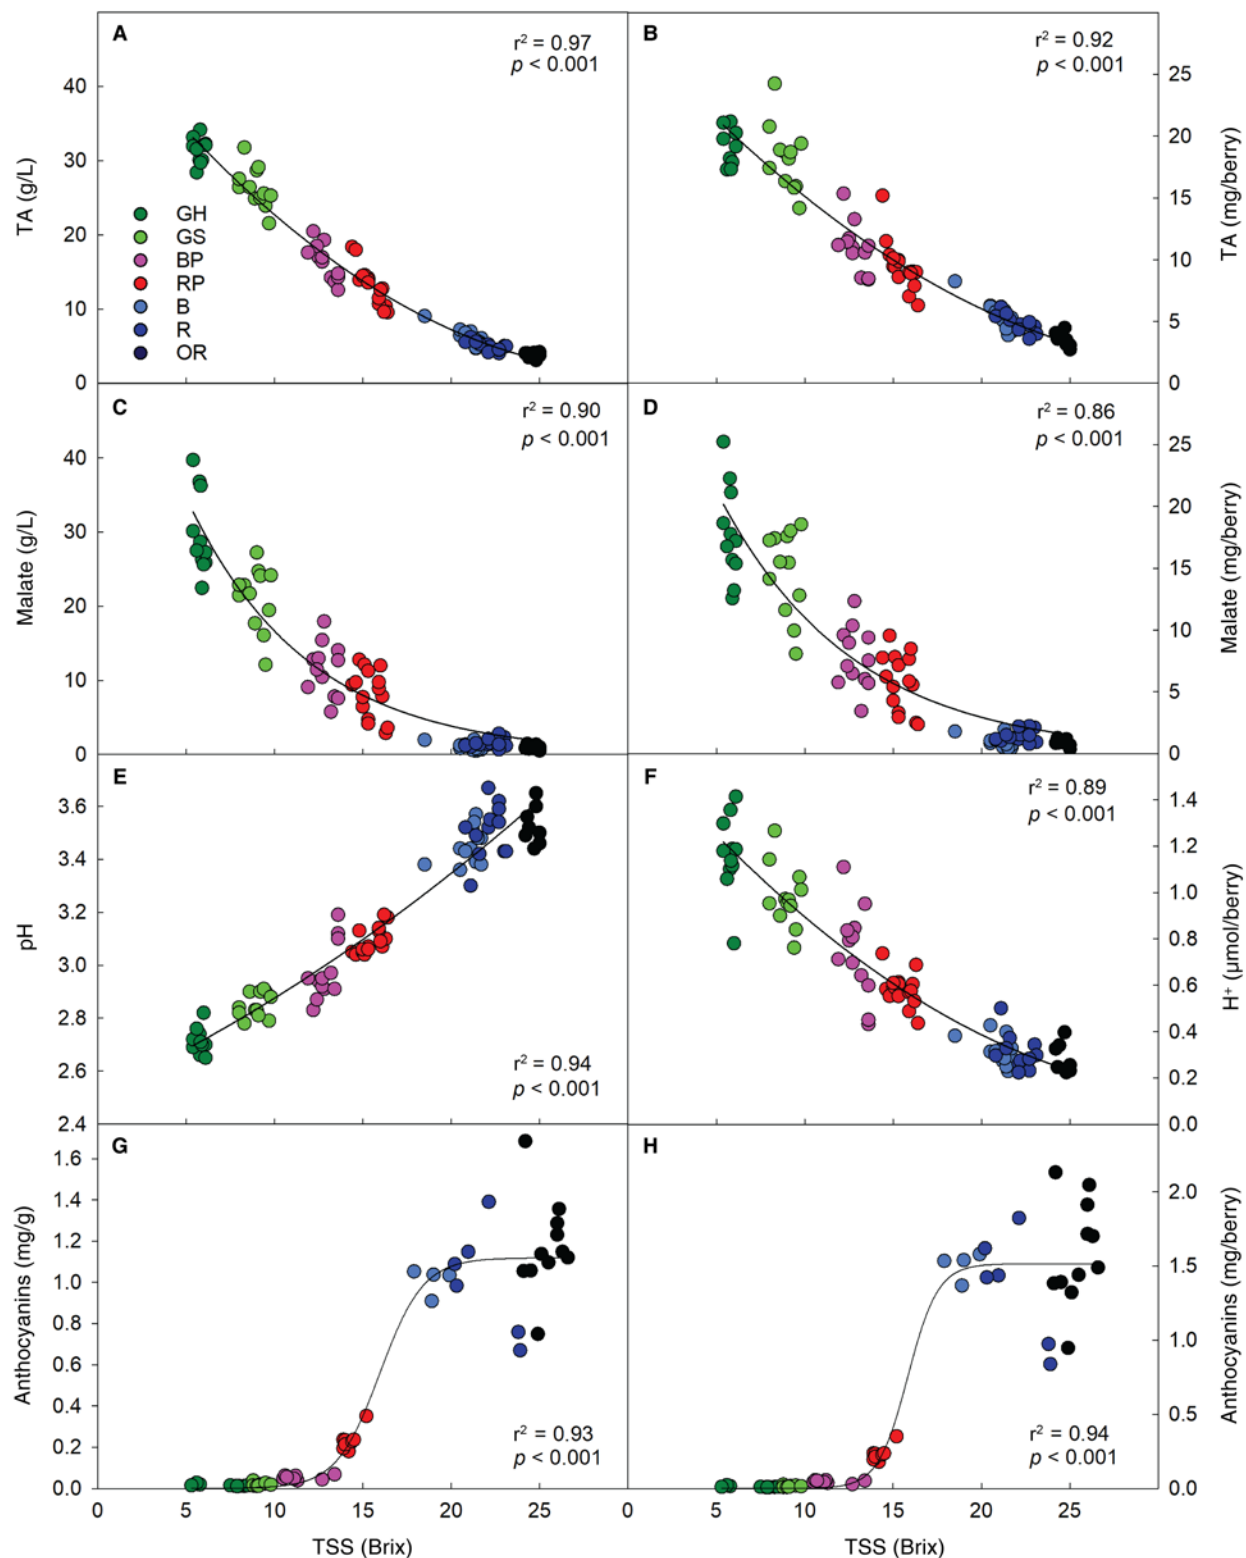 A
r² = 0.97
p < 0.001
B
r² = 0.92
p < 0.001
40
30
20
10
0
TA (g/L)
GH
GS
BP
RP
B
R
OR
25
20
15
10
5
0
TA (mg/berry)
C
r² = 0.90
p < 0.001
D
r² = 0.86
p < 0.001
40
30
20
10
0
Malate (g/L)
25
20
15
10
5
0
Malate (mg/berry)
E
r² = 0.94
p < 0.001
F
r² = 0.89
p < 0.001
3.6
3.4
3.2
3.0
2.8
2.6
2.4
pH
1.4
1.2
1.0
0.8
0.6
0.4
0.2
0.0
H⁺ (µmol/berry)
G
r² = 0.93
p < 0.001
H
r² = 0.94
p < 0.001
1.6
1.4
1.2
1.0
0.8
0.6
0.4
0.2
0.0
Anthocyanins (mg/g)
2.0
1.5
1.0
0.5
0.0
Anthocyanins (mg/berry)
0 5 10 15 20 25 0 5 10 15 20 25
TSS (Brix) TSS (Brix)